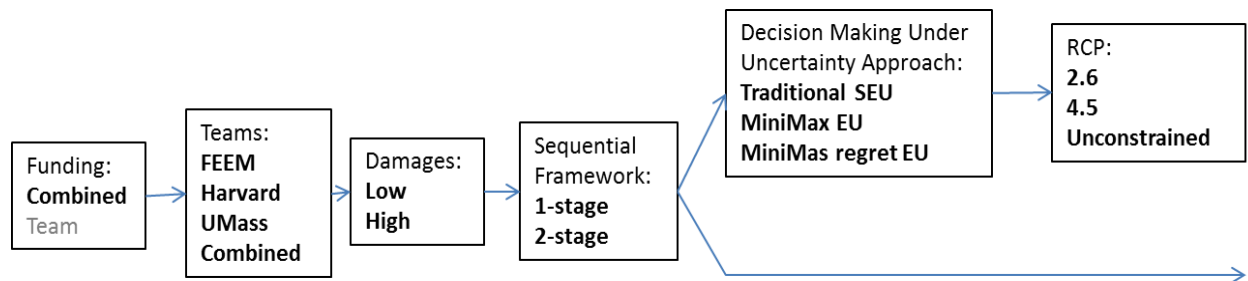 Funding:
Combined
Team
Teams:
FEEM
Harvard
UMass
Combined
Damages:
Low
High
Sequential
Framework:
1-stage
2-stage
Decision Making Under
Uncertainty Approach:
Traditional SEU
MiniMax EU
MiniMas regret EU
RCP:
2.6
4.5
Unconstrained